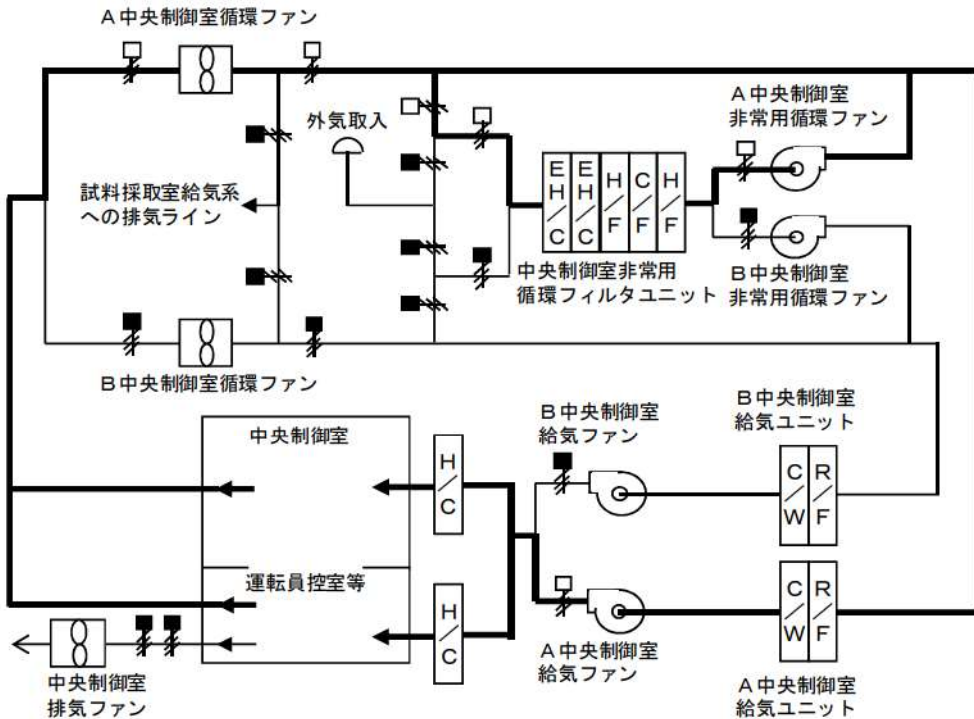 A中央制御室循環ファン
外気取入
A中央制御室
非常用循環ファン
試料採取室給気系
への排気ライン
EH/C
EH/C
H/F
C/F
H/F
中央制御室非常用
循環フィルタユニット
B中央制御室
非常用循環ファン
B中央制御室循環ファン
中央制御室
H/C
B中央制御室
給気ファン
B中央制御室
給気ユニット
C/W
R/F
運転員控室等
H/C
A中央制御室
給気ファン
C/W
R/F
A中央制御室
給気ユニット
中央制御室
排気ファン